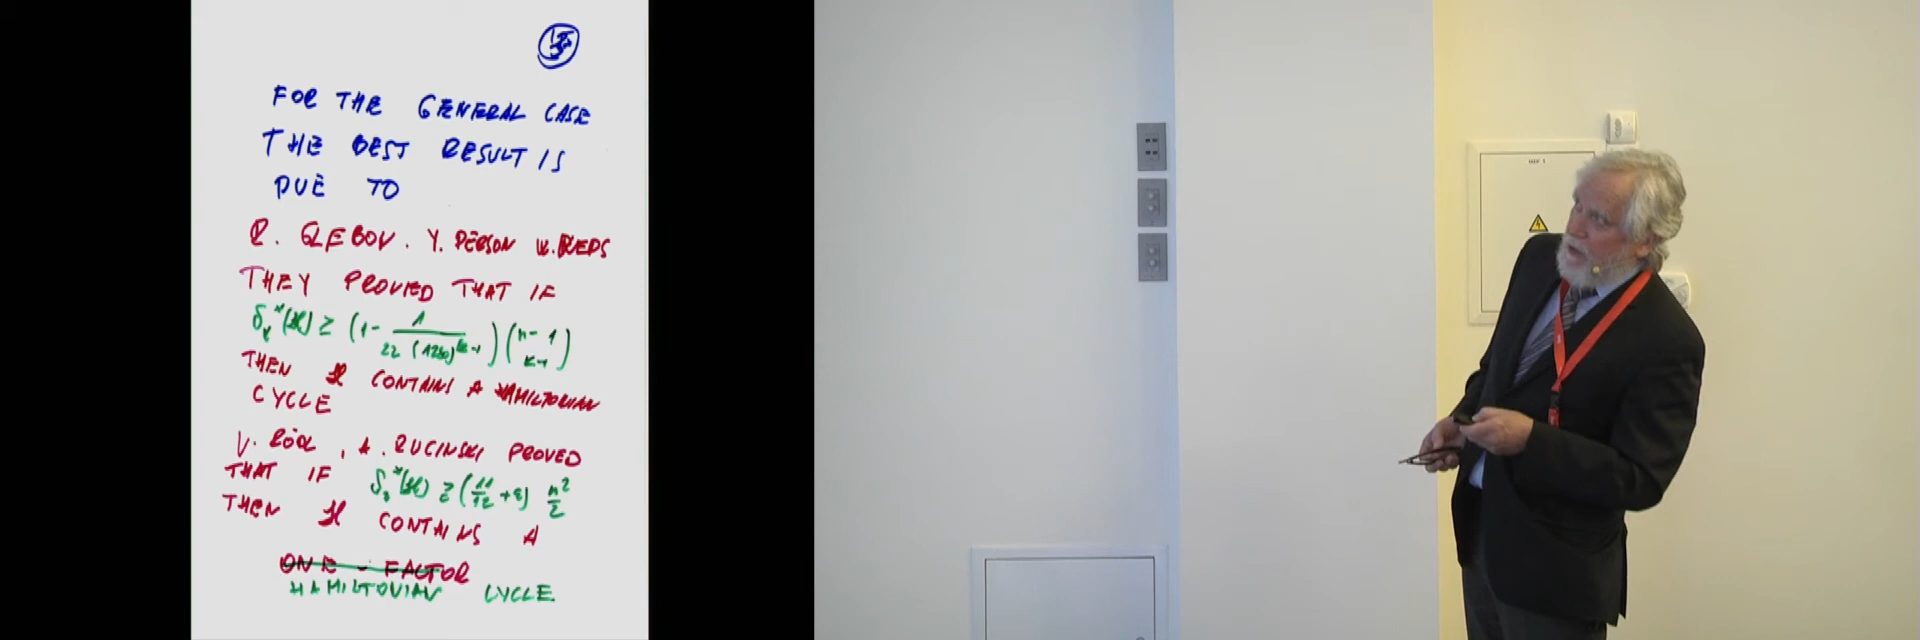 FOR THE GENERAL CASE
THE BEST RESULT IS
DUE TO
R. GLEBOV. Y. PERSON W. WEPS
THEY PROVED THAT IF
δ₁*(H) ≥ (1 - 1/(22 (1280)^(k-1))) (n-1 / k-1)
THEN H CONTAINS A HAMILTONIAN
CYCLE
V. RÖDL, A. RUCINSKI PROVED
THAT IF δ₁*(H) ≥ (11/12 + ε) n²/2
THEN H CONTAINS A
ONE - FACTOR
HAMILTONIAN CYCLE.